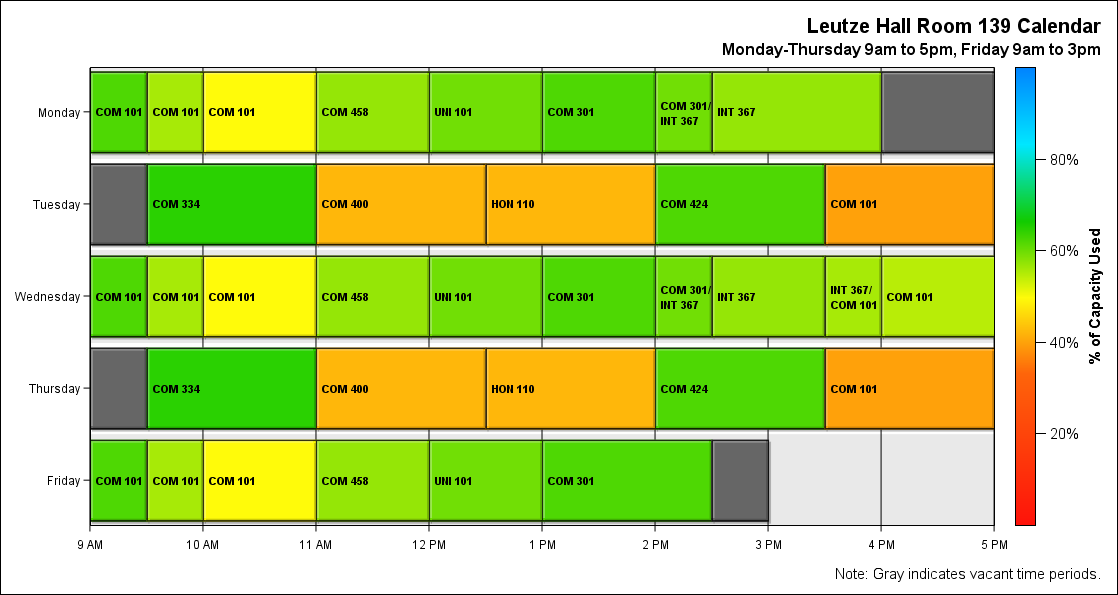 Leutze Hall Room 139 Calendar
Monday-Thursday 9am to 5pm, Friday 9am to 3pm
Monday
COM 101
COM 101
COM 101
COM 458
UNI 101
COM 301
COM 301/
INT 367
INT 367
Tuesday
COM 334
COM 400
HON 110
COM 424
COM 101
Wednesday
COM 101
COM 101
COM 101
COM 458
UNI 101
COM 301
COM 301/
INT 367
INT 367
INT 367/
COM 101
COM 101
Thursday
COM 334
COM 400
HON 110
COM 424
COM 101
Friday
COM 101
COM 101
COM 101
COM 458
UNI 101
COM 301
9 AM
10 AM
11 AM
12 PM
1 PM
2 PM
3 PM
4 PM
5 PM
80%
60%
40%
20%
% of Capacity Used
Note: Gray indicates vacant time periods.